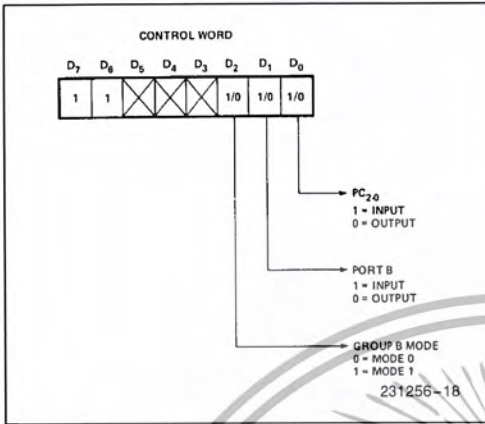 CONTROL WORD
D7 D6 D5 D4 D3 D2 D1 D0
1 1 1/0 1/0 1/0
PC2-0
1 = INPUT
0 = OUTPUT
PORT B
1 = INPUT
0 = OUTPUT
GROUP B MODE
0 = MODE 0
1 = MODE 1
231256-18